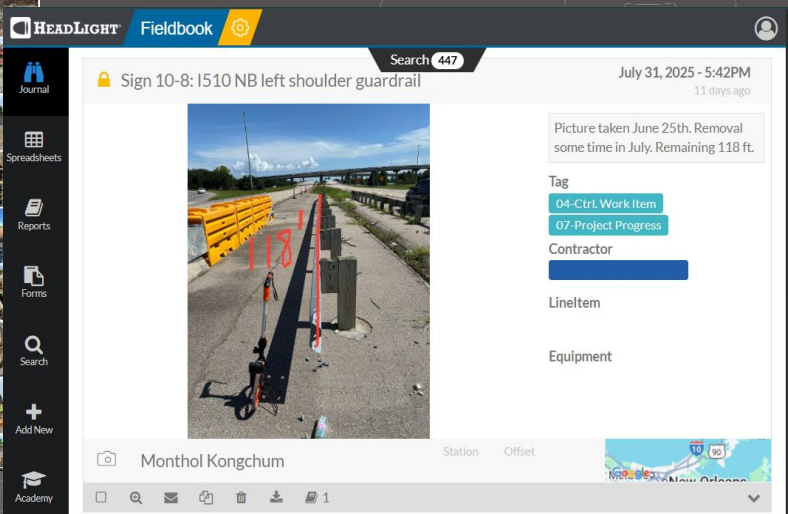 HEADLIGHT
Fieldbook
Search 447
Journal
Spreadsheets
Reports
Forms
Search
Add New
Academy
Sign 10-8: I510 NB left shoulder guardrail
July 31, 2025 - 5:42PM
11 days ago
118'
Picture taken June 25th. Removal
some time in July. Remaining 118 ft.
Tag
04-Ctrl. Work Item
07-Project Progress
Contractor
LineItem
Equipment
Monthol Kongchum
Station Offset
10 90
Google
New Orleans
1